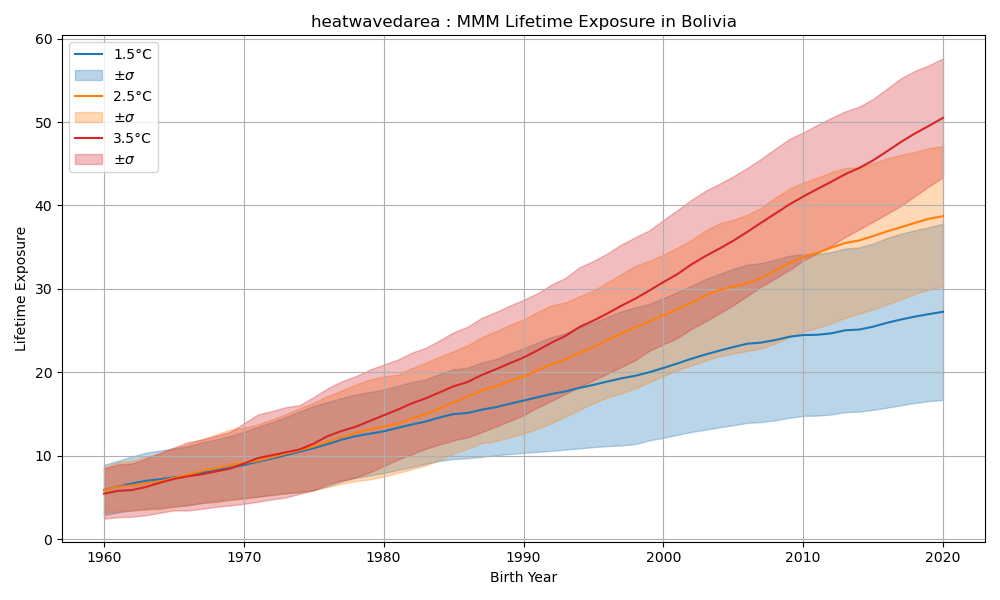 heatwavedarea : MMM Lifetime Exposure in Bolivia
1.5°C
±σ
2.5°C
±σ
3.5°C
±σ
60
50
40
30
20
10
0
Lifetime Exposure
1960 1970 1980 1990 2000 2010 2020
Birth Year